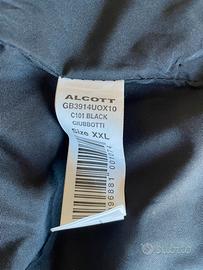 ALCOTT
GB3914UOX10
C101 BLACK
GIUBBOTTI
Size XXL
subito